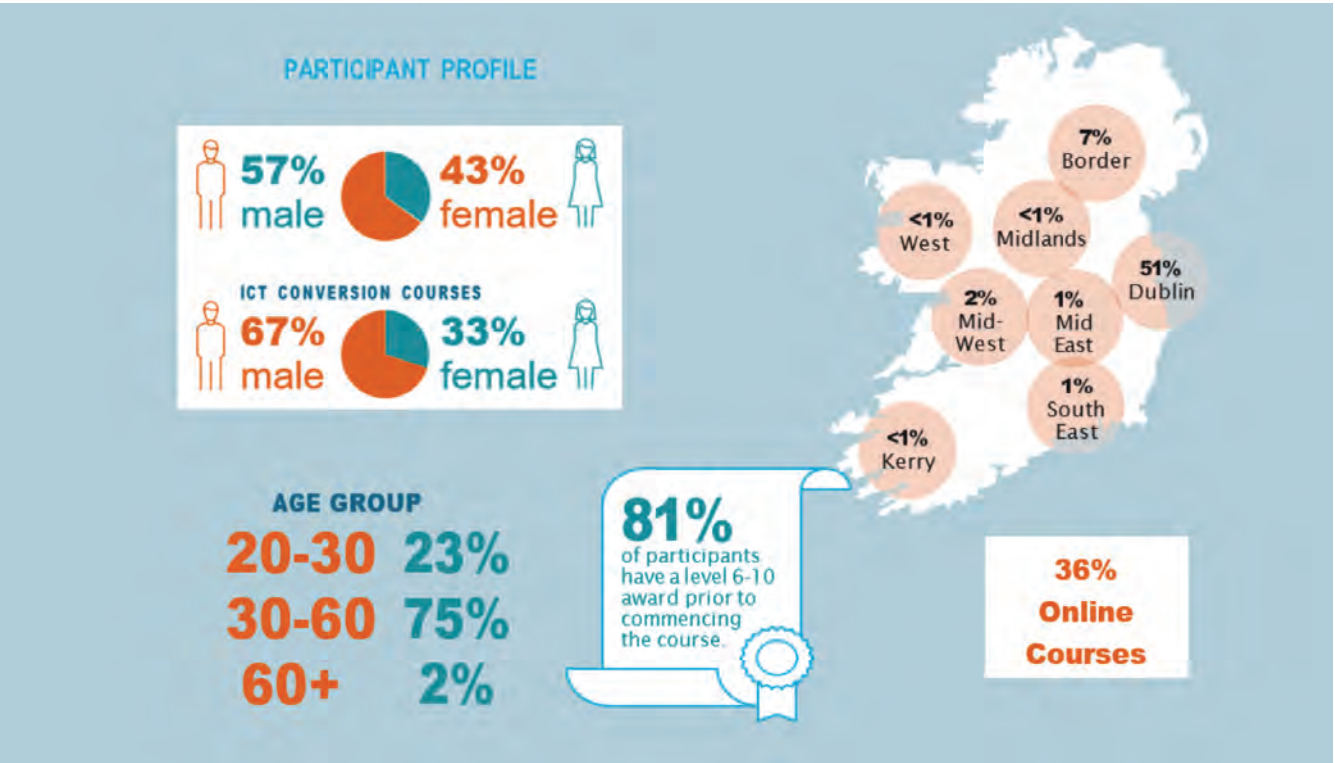 PARTICIPANT PROFILE
57%
male
43%
female
ICT CONVERSION COURSES
67%
male
33%
female
AGE GROUP
20-30 23%
30-60 75%
60+ 2%
81%
of participants
have a level 6-10
award prior to
commencing
the course.
7%
Border
<1%
West
<1%
Midlands
51%
Dublin
2%
Mid-
West
1%
Mid
East
1%
South
East
<1%
Kerry
36%
Online
Courses